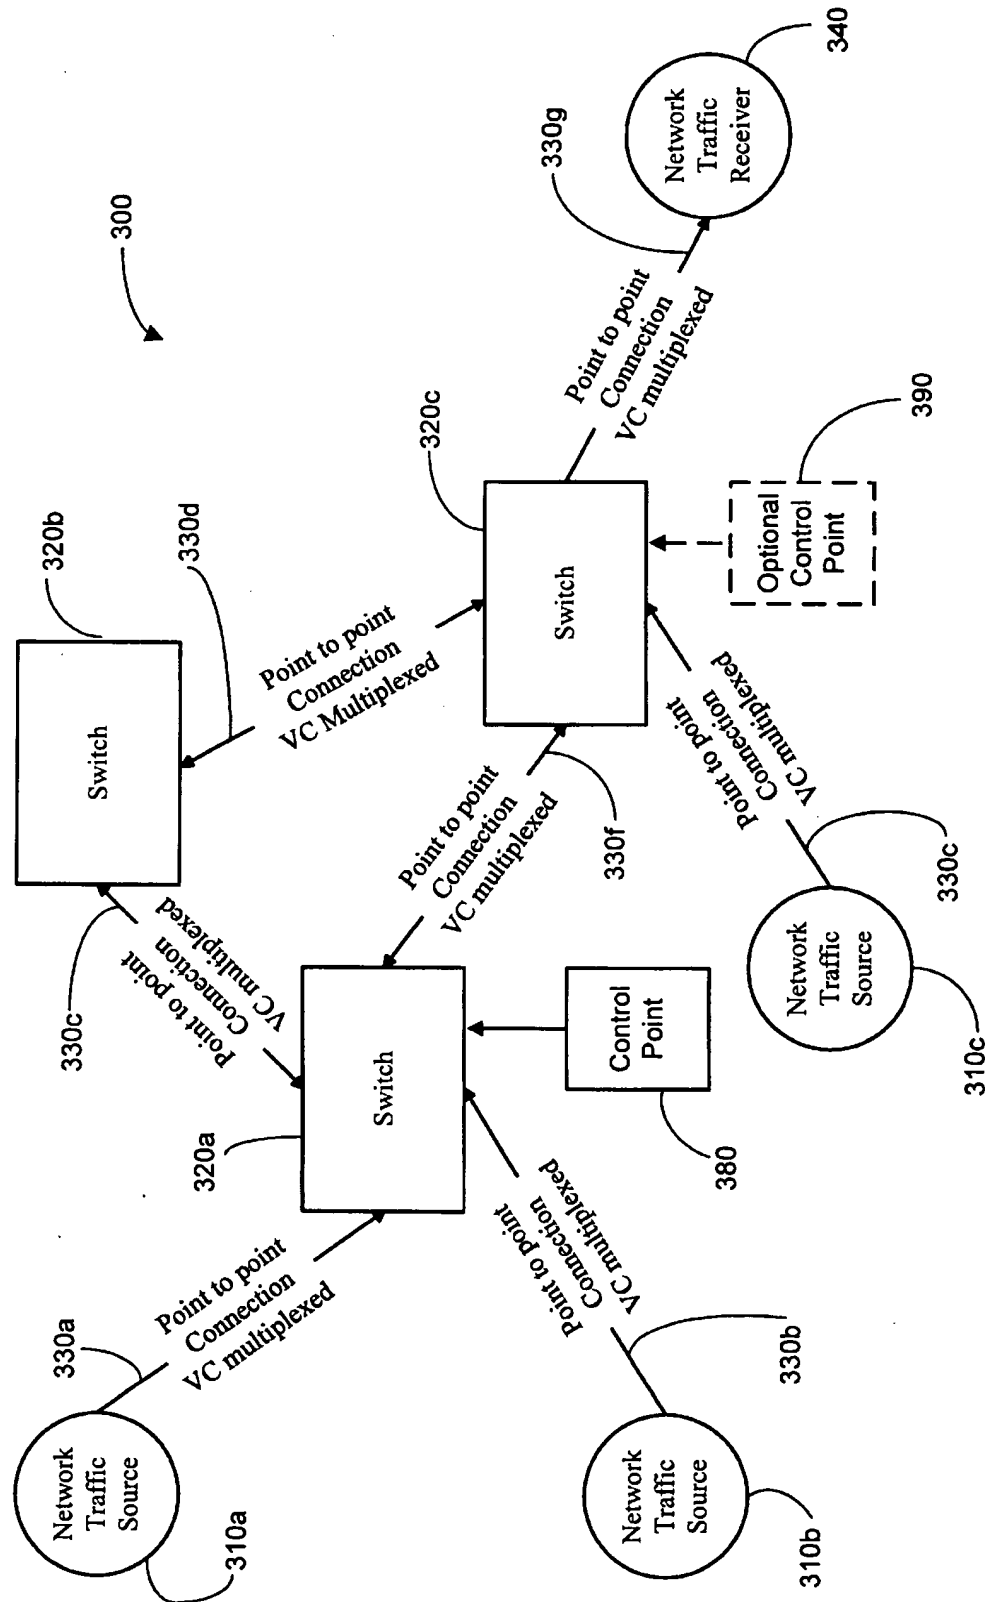 300
320b
Switch
330d
330c
Point to point
Connection
VC multiplexed
Point to point
Connection
VC Multiplexed
330a
Network
Traffic
Source
310a
Point to point
Connection
VC multiplexed
320a
Switch
Point to point
Connection
VC multiplexed
330f
320c
Switch
Point to point
Connection
VC multiplexed
330g
Network
Traffic
Receiver
340
Network
Traffic
Source
310b
Point to point
Connection
VC multiplexed
330b
Control
Point
380
Network
Traffic
Source
310c
Point to point
Connection
VC multiplexed
330c
Optional
Control
Point
390